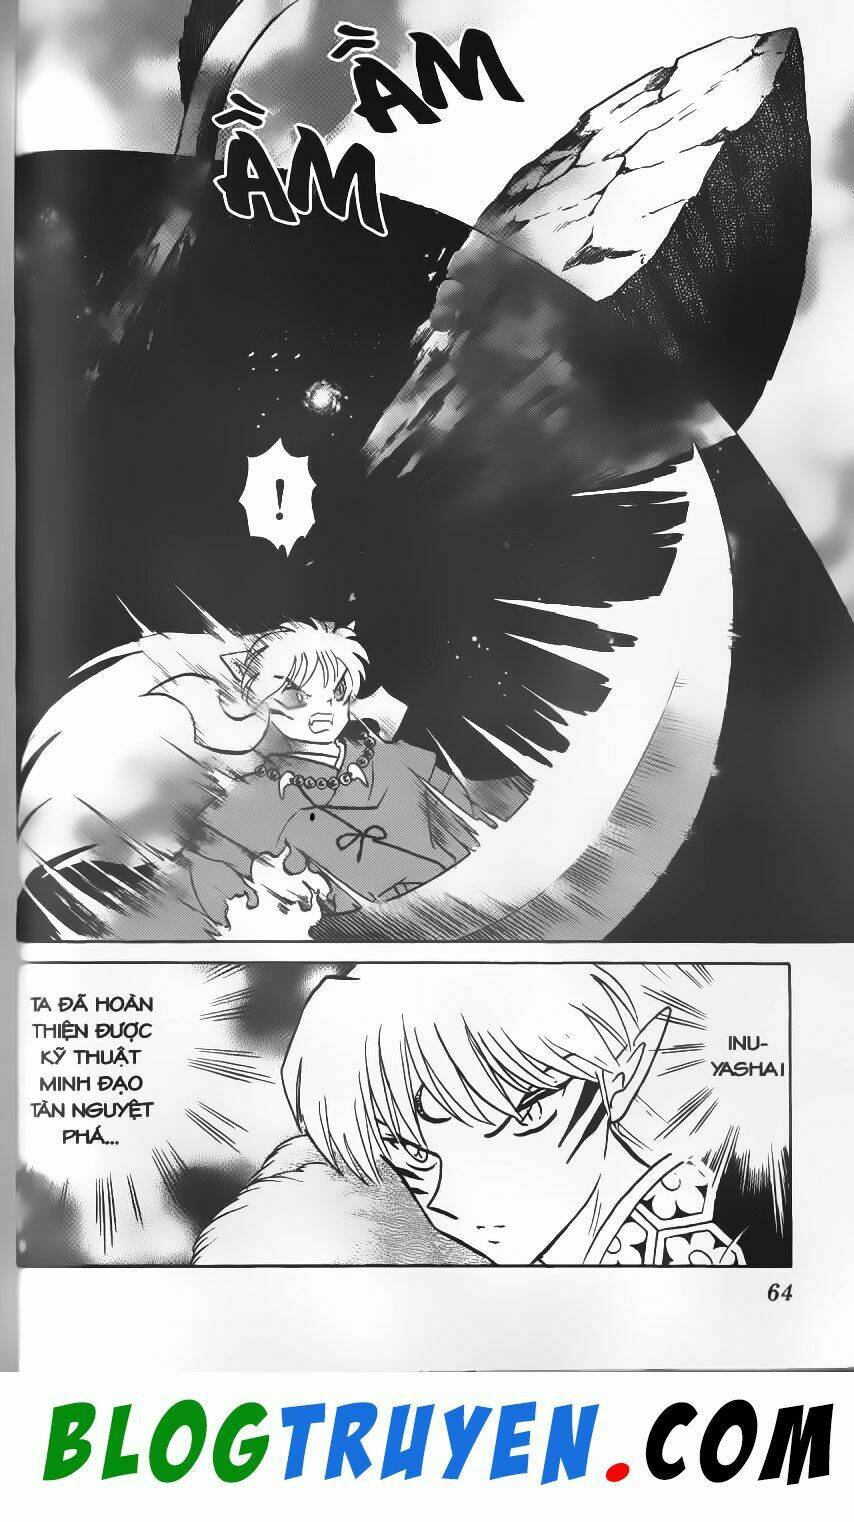 ẦM
ẦM
!
INU-
YASHA!
TA ĐÃ HOÀN
THIỆN ĐƯỢC
KỸ THUẬT
MINH ĐẠO
TÀN NGUYỆT
PHÁ...
64
BLOGTRUYEN.COM